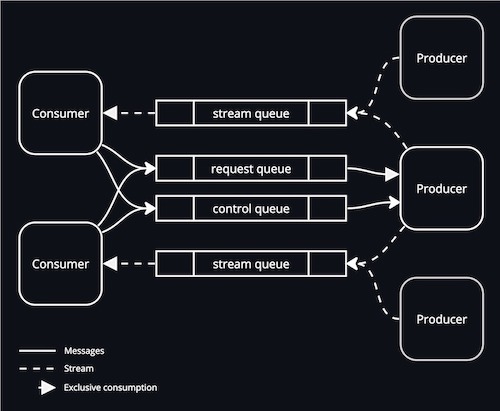 Producer
Consumer
stream queue
request queue
Producer
control queue
Consumer
stream queue
Producer
Messages
Stream
Exclusive consumption